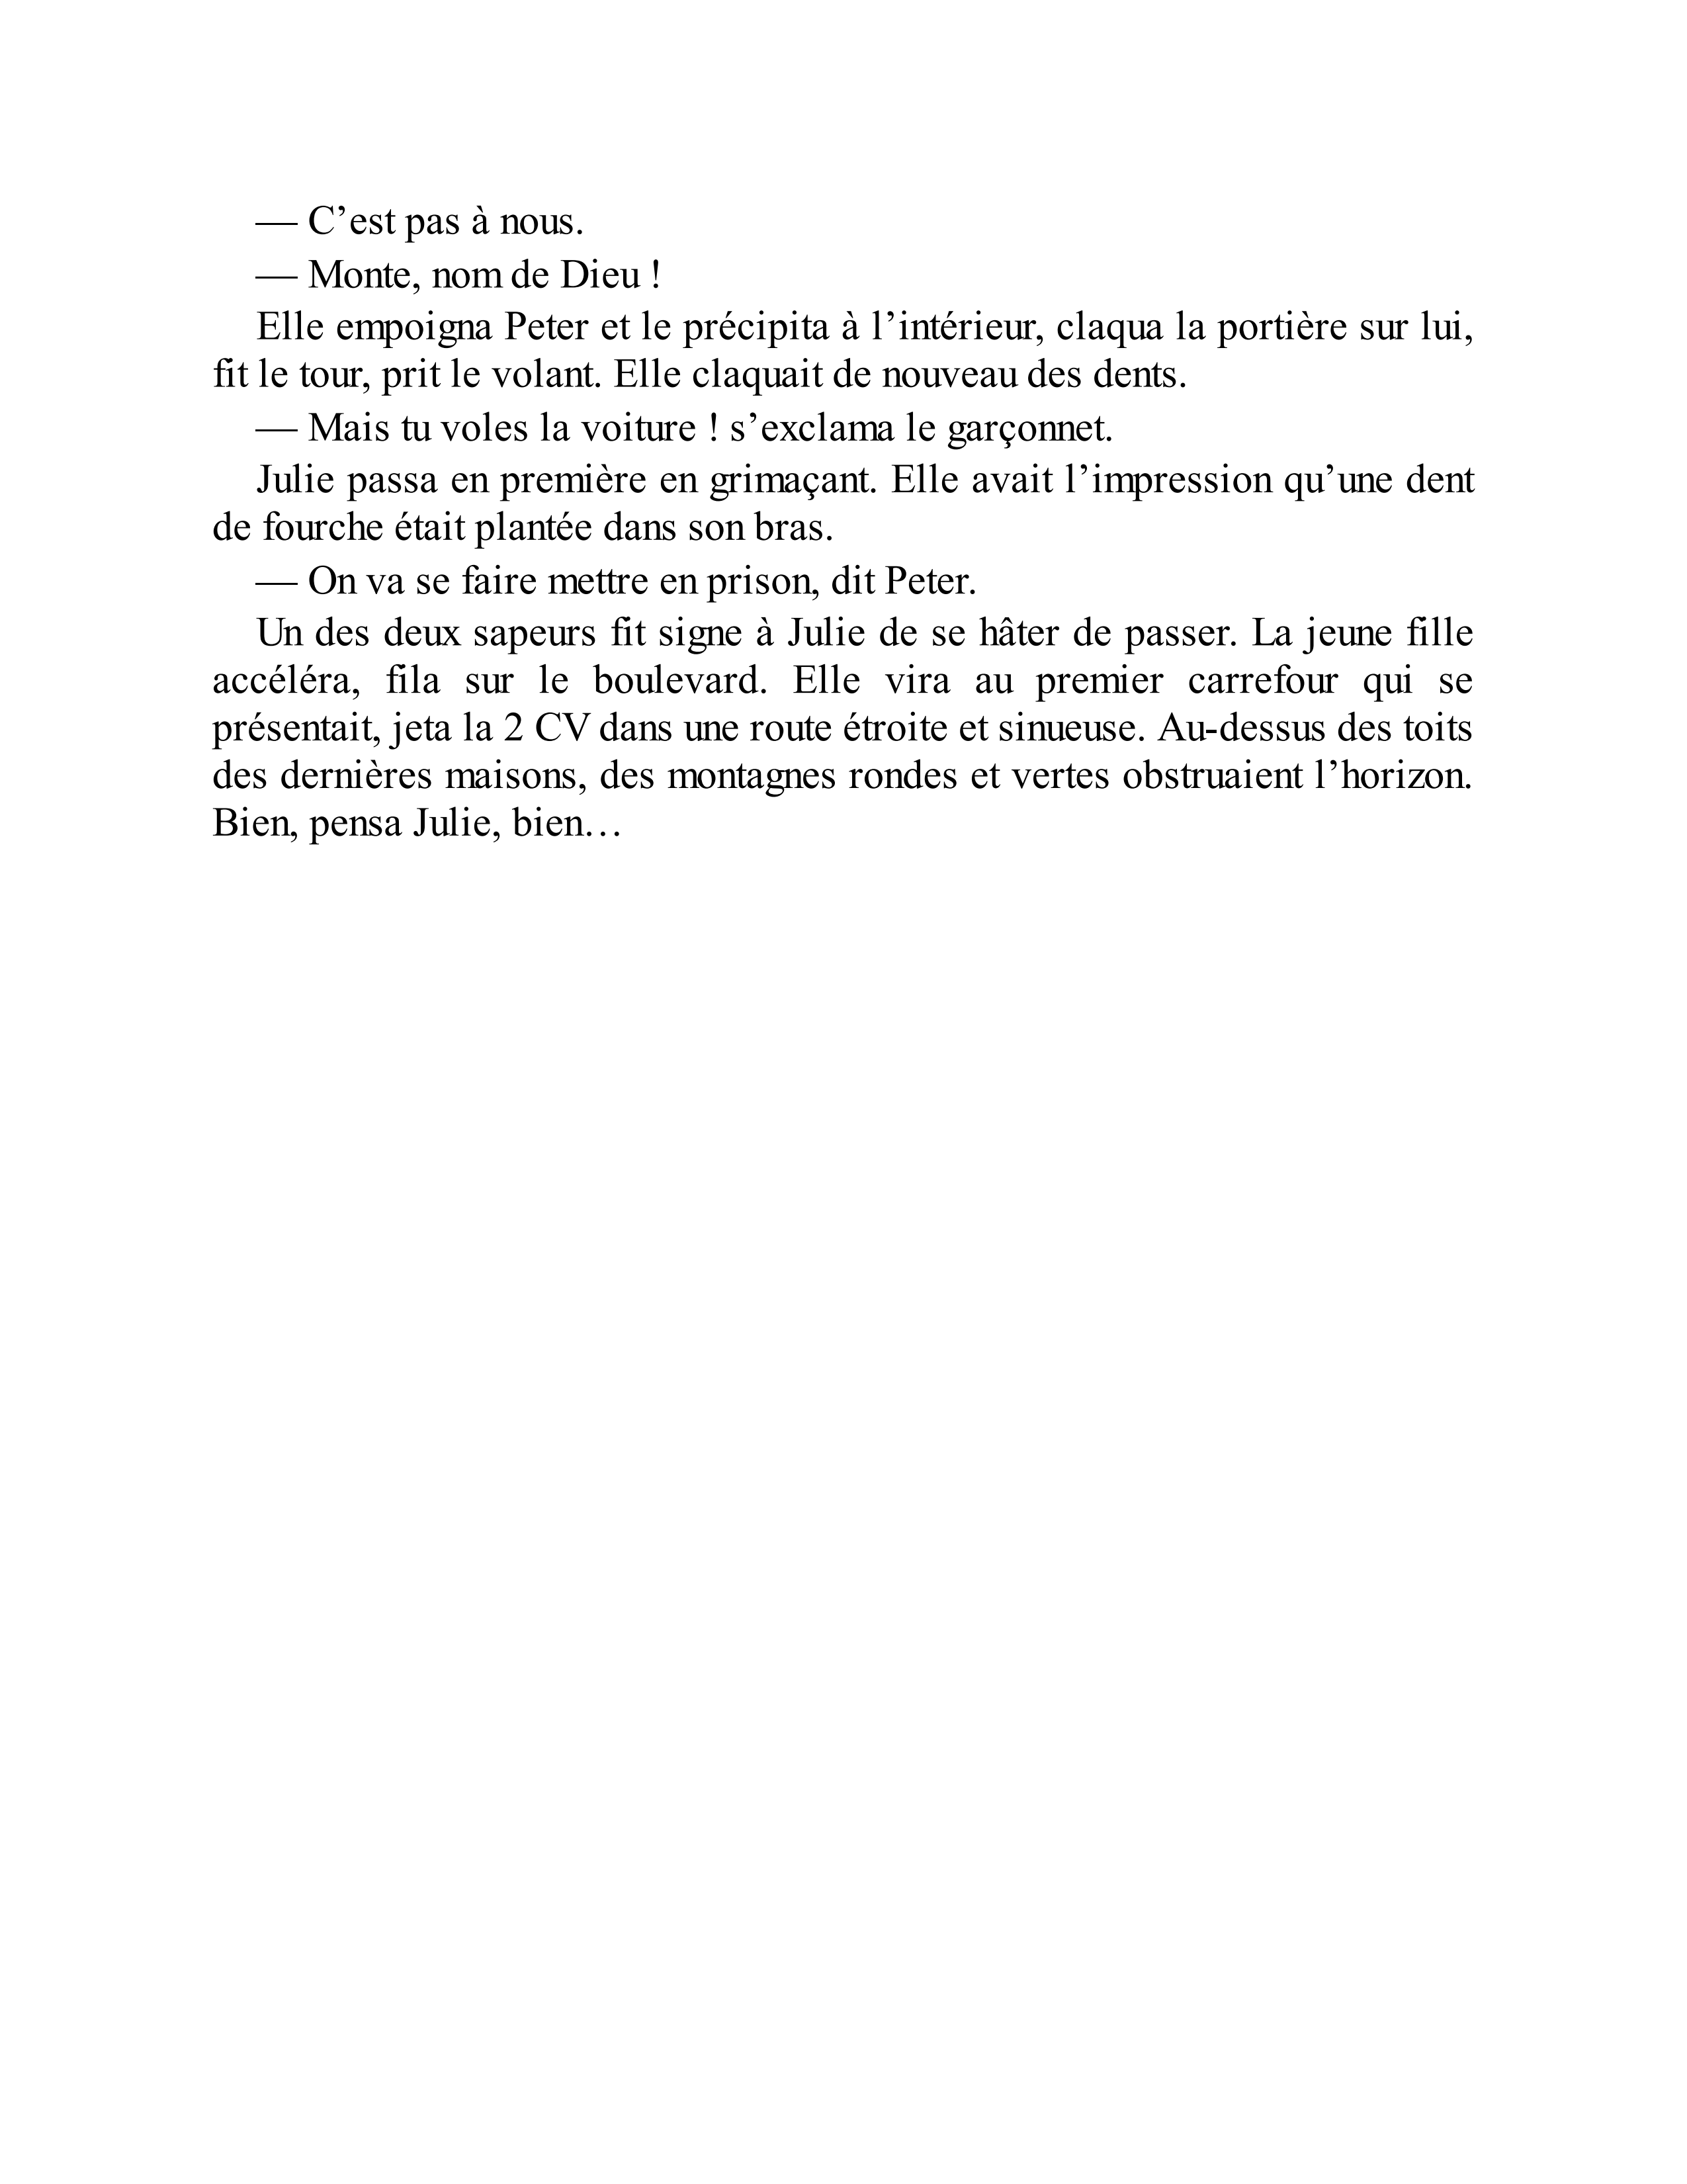 — C’est pas à nous.
— Monte, nom de Dieu !
Elle empoigna Peter et le précipita à l’intérieur, claqua la portière sur lui,
fit le tour, prit le volant. Elle claquait de nouveau des dents.
— Mais tu voles la voiture ! s’exclama le garçonnet.
Julie passa en première en grimaçant. Elle avait l’impression qu’une dent
de fourche était plantée dans son bras.
— On va se faire mettre en prison, dit Peter.
Un des deux sapeurs fit signe à Julie de se hâter de passer. La jeune fille
accéléra, fila sur le boulevard. Elle vira au premier carrefour qui se
présentait, jeta la 2 CV dans une route étroite et sinueuse. Au-dessus des toits
des dernières maisons, des montagnes rondes et vertes obstruaient l’horizon.
Bien, pensa Julie, bien…